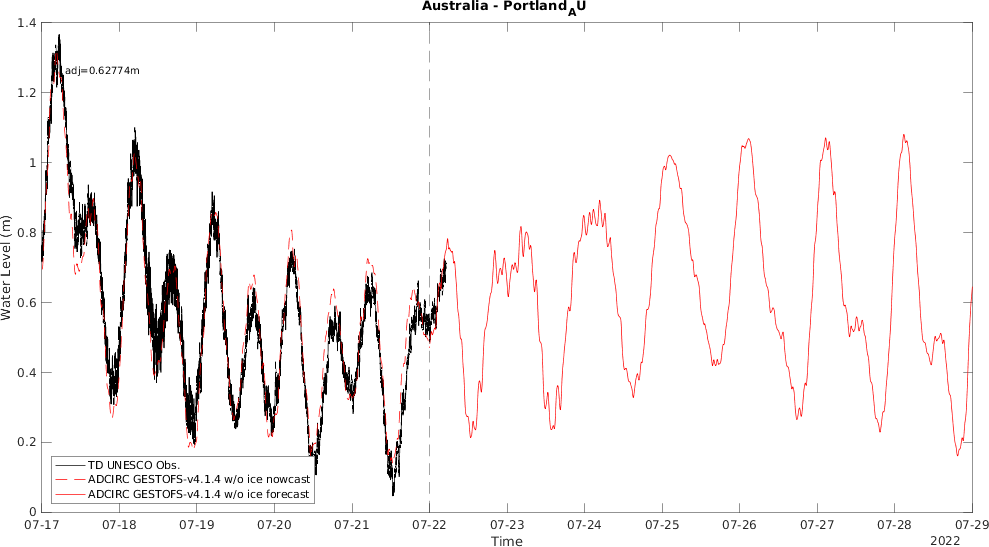 Australia - Portland_AU
adj=0.62774m
Water Level (m)
1.4
1.2
1
0.8
0.6
0.4
0.2
0
TD UNESCO Obs.
ADCIRC GESTOFS-v4.1.4 w/o ice nowcast
ADCIRC GESTOFS-v4.1.4 w/o ice forecast
07-17 07-18 07-19 07-20 07-21 07-22 07-23 07-24 07-25 07-26 07-27 07-28 07-29
Time
2022